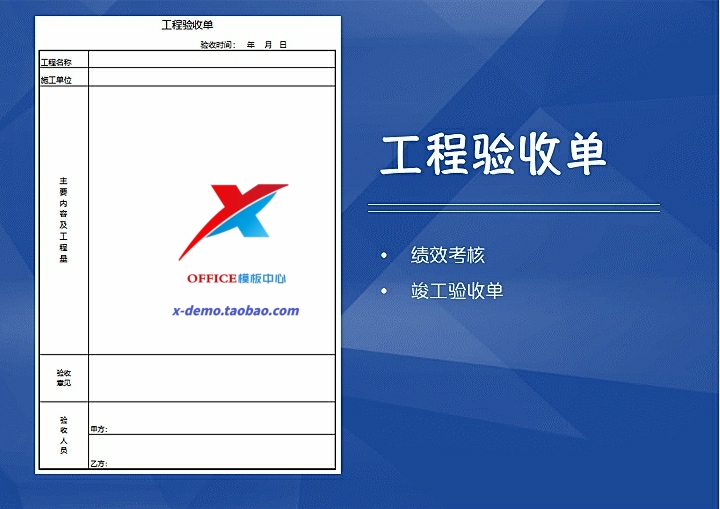 工程验收单
验收时间： 年 月 日
工程名称
施工单位
主要内容及工程量
OFFICE模板中心
x-demo.taobao.com
验收意见
验收人员
甲方：
乙方：
工程验收单
• 绩效考核
• 竣工验收单